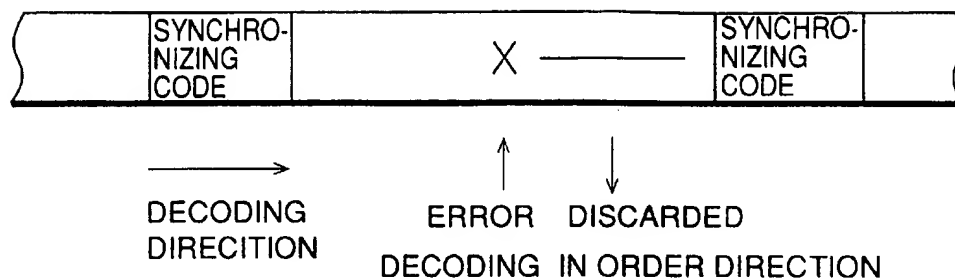 SYNCHRO-
NIZING
CODE
X
SYNCHRO-
NIZING
CODE
DECODING
DIRECITION
ERROR DISCARDED
DECODING IN ORDER DIRECTION